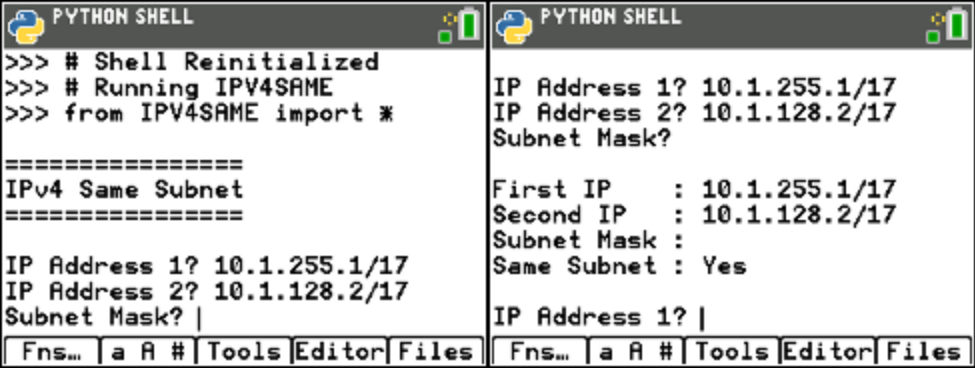 PYTHON SHELL
>>> # Shell Reinitialized
>>> # Running IPV4SAME
>>> from IPV4SAME import *
================
IPv4 Same Subnet
================
IP Address 1? 10.1.255.1/17
IP Address 2? 10.1.128.2/17
Subnet Mask?
Fns… a A # Tools Editor Files
PYTHON SHELL
IP Address 1? 10.1.255.1/17
IP Address 2? 10.1.128.2/17
Subnet Mask?
First IP    : 10.1.255.1/17
Second IP   : 10.1.128.2/17
Subnet Mask :
Same Subnet : Yes
IP Address 1?
Fns… a A # Tools Editor Files